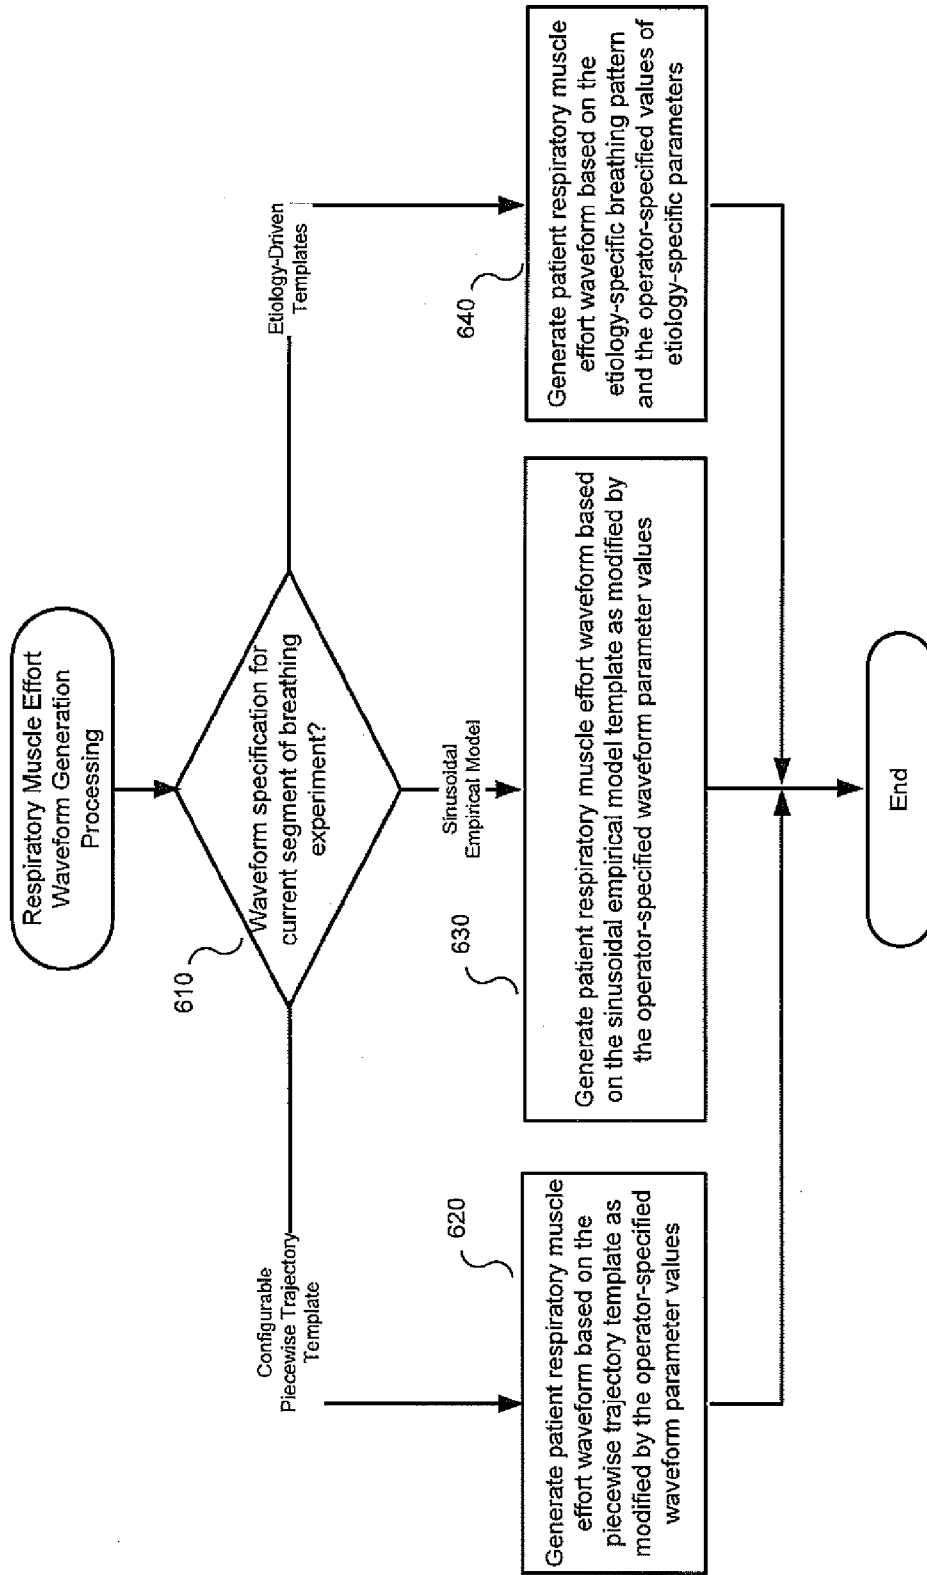 Respiratory Muscle Effort
Waveform Generation
Processing
610
Waveform specification for
current segment of breathing
experiment?
Configurable
Piecewise Trajectory
Template
Sinusoidal
Empirical Model
Etiology-Driven
Templates
620
Generate patient respiratory muscle
effort waveform based on the
piecewise trajectory template as
modified by the operator-specified
waveform parameter values
630
Generate patient respiratory muscle effort waveform based
on the sinusoidal empirical model template as modified by
the operator-specified waveform parameter values
640
Generate patient respiratory muscle
effort waveform based on the
etiology-specific breathing pattern
and the operator-specified values of
etiology-specific parameters
End